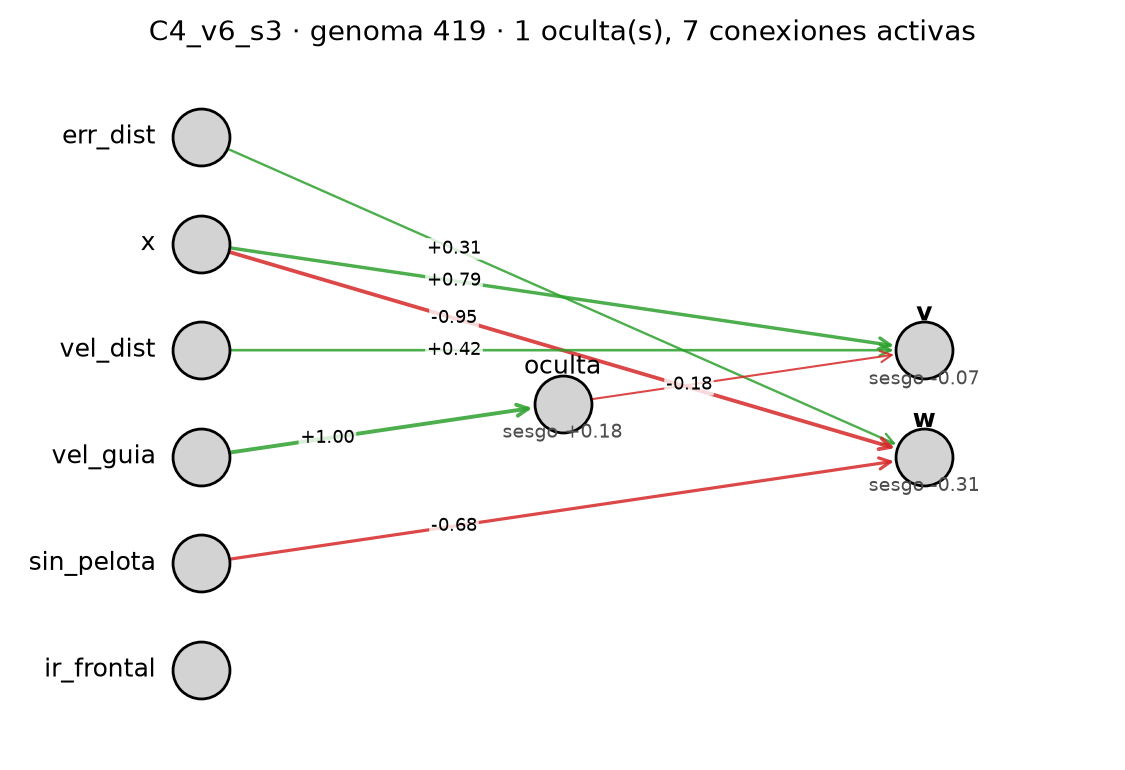 C4_v6_s3 · genoma 419 · 1 oculta(s), 7 conexiones activas
err_dist
x
vel_dist
vel_guia
sin_pelota
ir_frontal
+0.31
+0.79
-0.95
+0.42
+1.00
-0.68
oculta
sesgo +0.18
-0.18
v
sesgo -0.07
w
sesgo -0.31